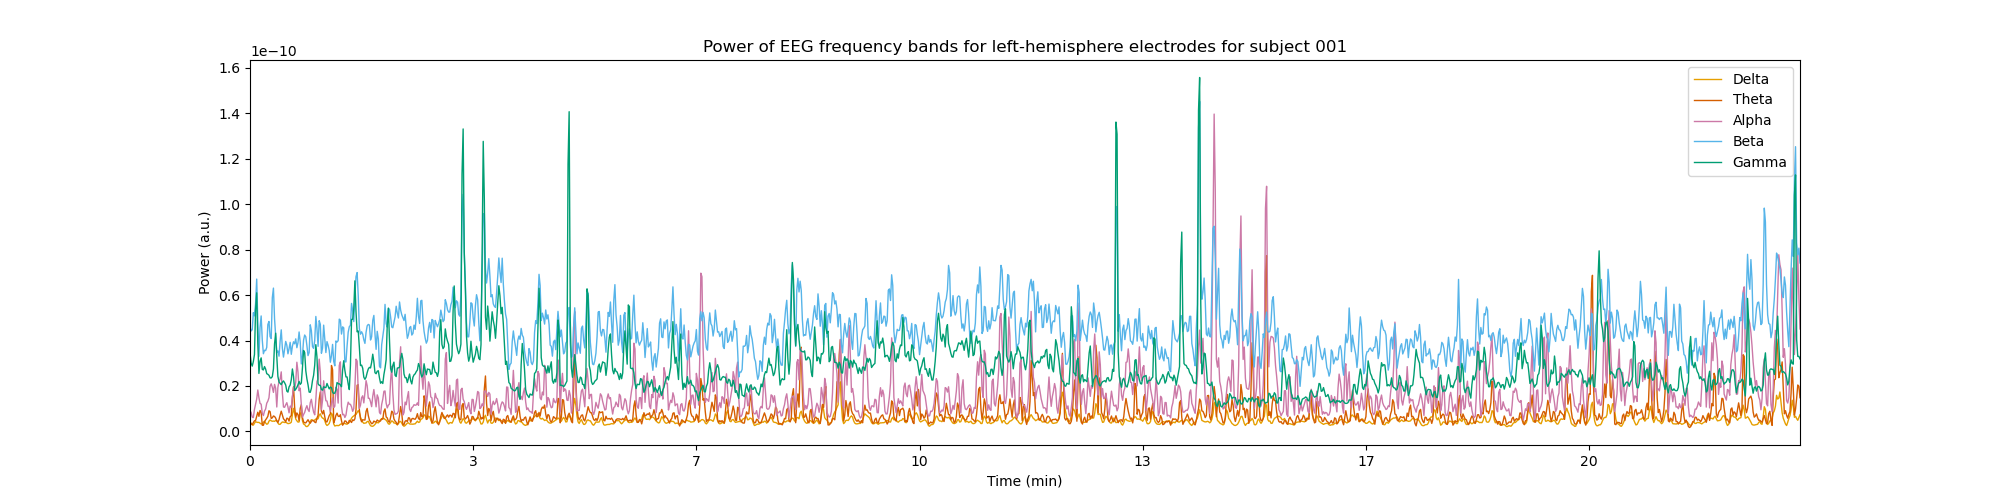 Power of EEG frequency bands for left-hemisphere electrodes for subject 001
1e−10
1.6
1.4
1.2
1.0
0.8
0.6
0.4
0.2
0.0
Power (a.u.)
Delta
Theta
Alpha
Beta
Gamma
0 3 7 10 13 17 20
Time (min)